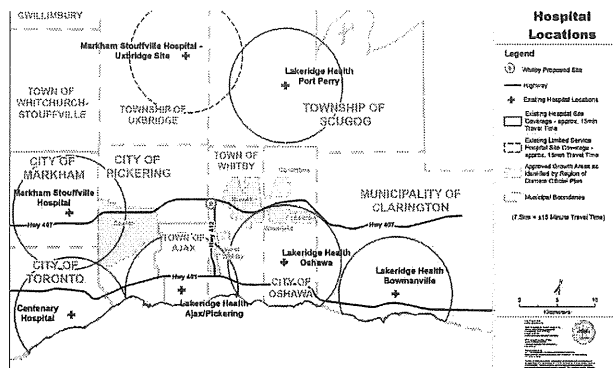 GWILLIMBURY
Markham Stouffville Hospital -
Uxbridge Site
Lakeridge Health
Port Perry
TOWN OF
WHITCHURCH-
STOUFFVILLE
TOWNSHIP OF
UXBRIDGE
TOWNSHIP OF
SCUGOG
CITY OF
MARKHAM
CITY OF
PICKERING
TOWN OF
WHITBY
Markham Stouffville
Hospital
MUNICIPALITY OF
CLARINGTON
Hwy 407
Hwy 412
Hwy 407
TOWN OF
AJAX
Lakeridge Health
Oshawa
Lakeridge Health
Bowmanville
CITY OF
TORONTO
Hwy 401
CITY OF
OSHAWA
Centenary
Hospital
Lakeridge Health
Ajax/Pickering
Hospital
Locations
Legend
Whitby Proposed Site
Highway
Existing Hospital Locations
Existing Hospital Site
Coverage - approx. 15min
Travel Time
Existing Limited Service
Hospital Site Coverage -
approx. 15min Travel Time
Approved Growth Areas as
Identified by Region of
Durham Official Plan
Municipal Boundaries
(7.5km = ±15 Minute Travel Time)
0 5 10
Kilometers